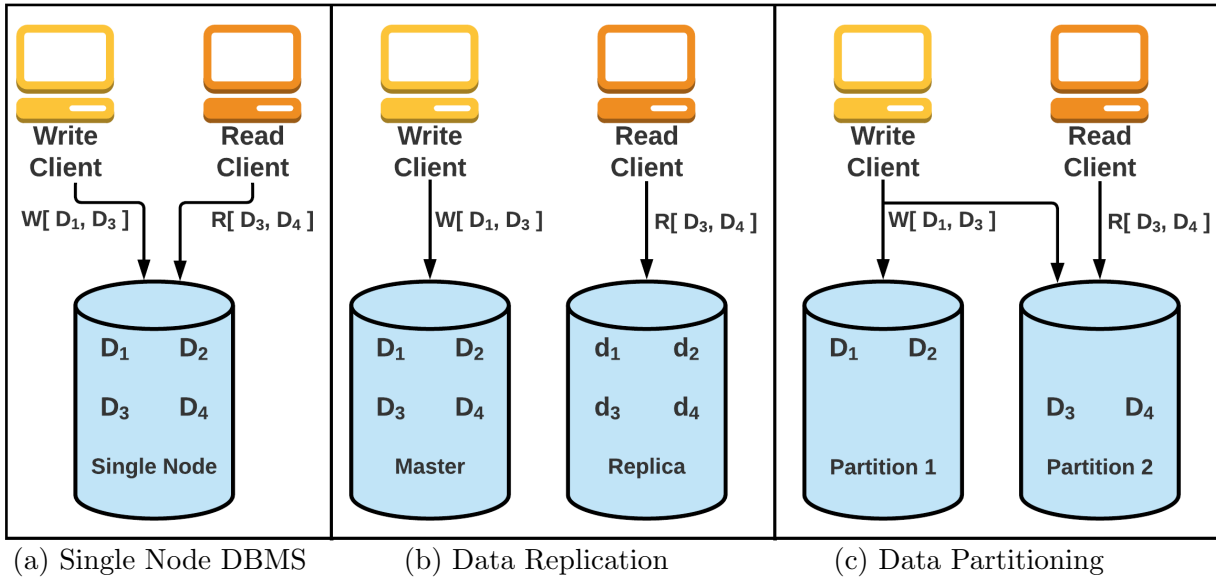 Write
Client
Read
Client
W[ D₁, D₃ ]
R[ D₃, D₄ ]
D₁ D₂
D₃ D₄
Single Node
(a) Single Node DBMS
Write
Client
Read
Client
W[ D₁, D₃ ]
R[ D₃, D₄ ]
D₁ D₂
D₃ D₄
Master
d₁ d₂
d₃ d₄
Replica
(b) Data Replication
Write
Client
Read
Client
W[ D₁, D₃ ]
R[ D₃, D₄ ]
D₁ D₂
Partition 1
D₃ D₄
Partition 2
(c) Data Partitioning